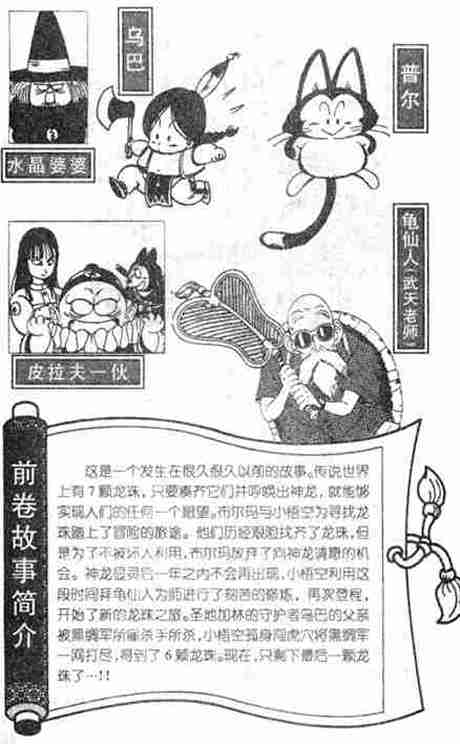 乌巴
普尔
水晶婆婆
龟仙人(武天老师)
皮拉夫一伙
前卷故事简介
这是一个发生在很久很久以前的故事。传说世界
上有7颗龙珠，只要凑齐它们并呼唤出神龙，就能够
实现人们的任何一个愿望。布尔玛与小悟空为寻找龙
珠踏上了冒险的旅途。他们历经艰险找齐了龙珠，但
是为了不被坏人利用，布尔玛放弃了向神龙请愿的机
会。神龙显灵后一年之内不会再出现，小悟空利用这
段时间拜龟仙人为师进行了刻苦的修炼，再次登程，
开始了新的龙珠之旅。圣地加林的守护者乌巴的父亲
被黑绸军所雇杀手所杀，小悟空孤身闯虎穴将黑绸军
一网打尽，得到了6颗龙珠。现在，只剩下最后一颗龙
珠了…!!